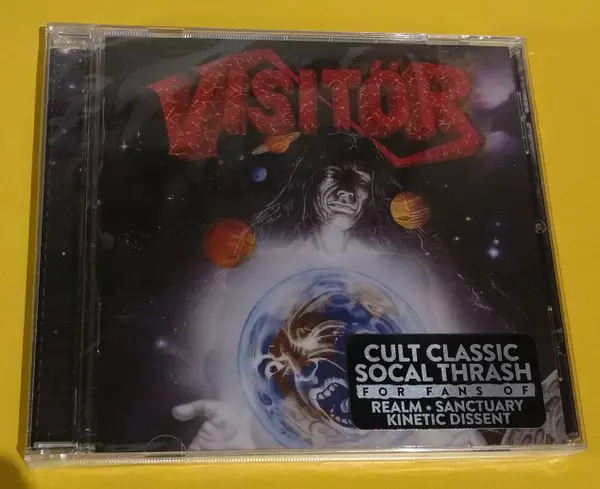 VISITÖR
CULT CLASSIC
SOCAL THRASH
FOR FANS OF
REALM • SANCTUARY
KINETIC DISSENT